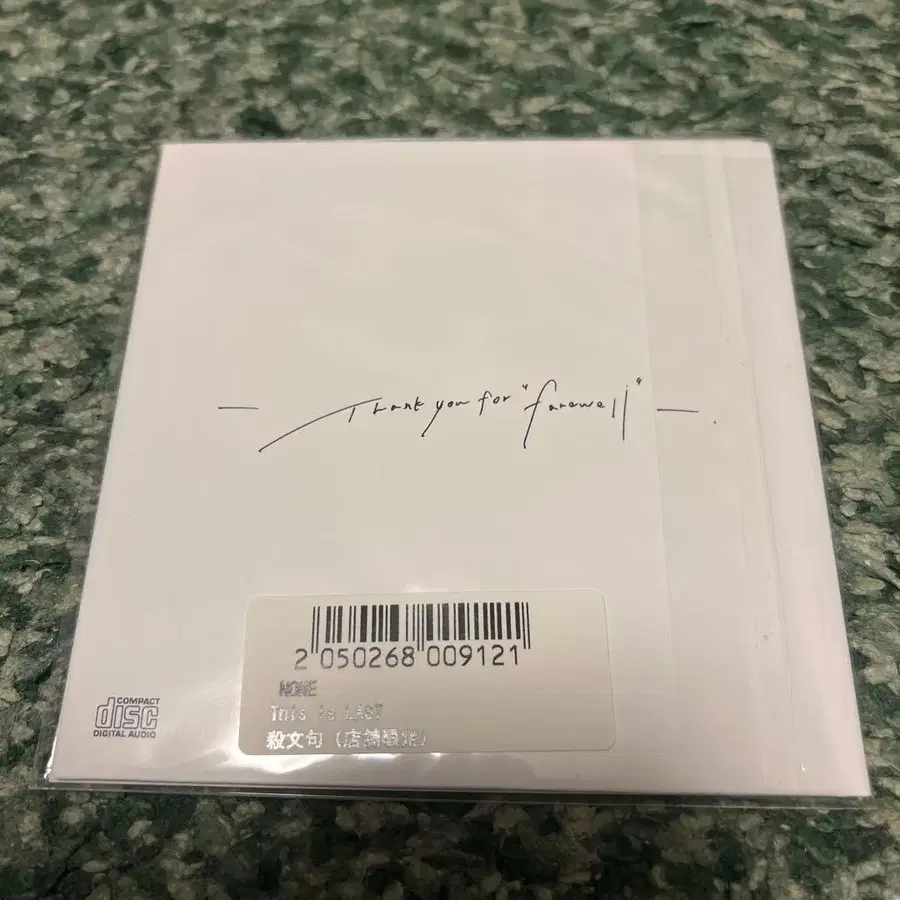 — Thank you for "farewell" —.
COMPACT
disc
DIGITAL AUDIO
2 050268 009121
NONE
This is LAST
殺文句 (店舗限定)